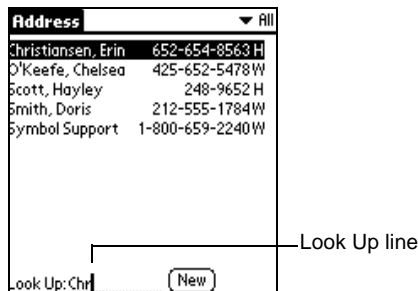 Address ▼ All
Christiansen, Erin 652-654-8563 H
O'Keefe, Chelsea 425-652-5478 W
Scott, Hayley 248-9652 H
Smith, Doris 212-555-1784 W
Symbol Support 1-800-659-2240 W
Look Up line
Look Up: Chr New